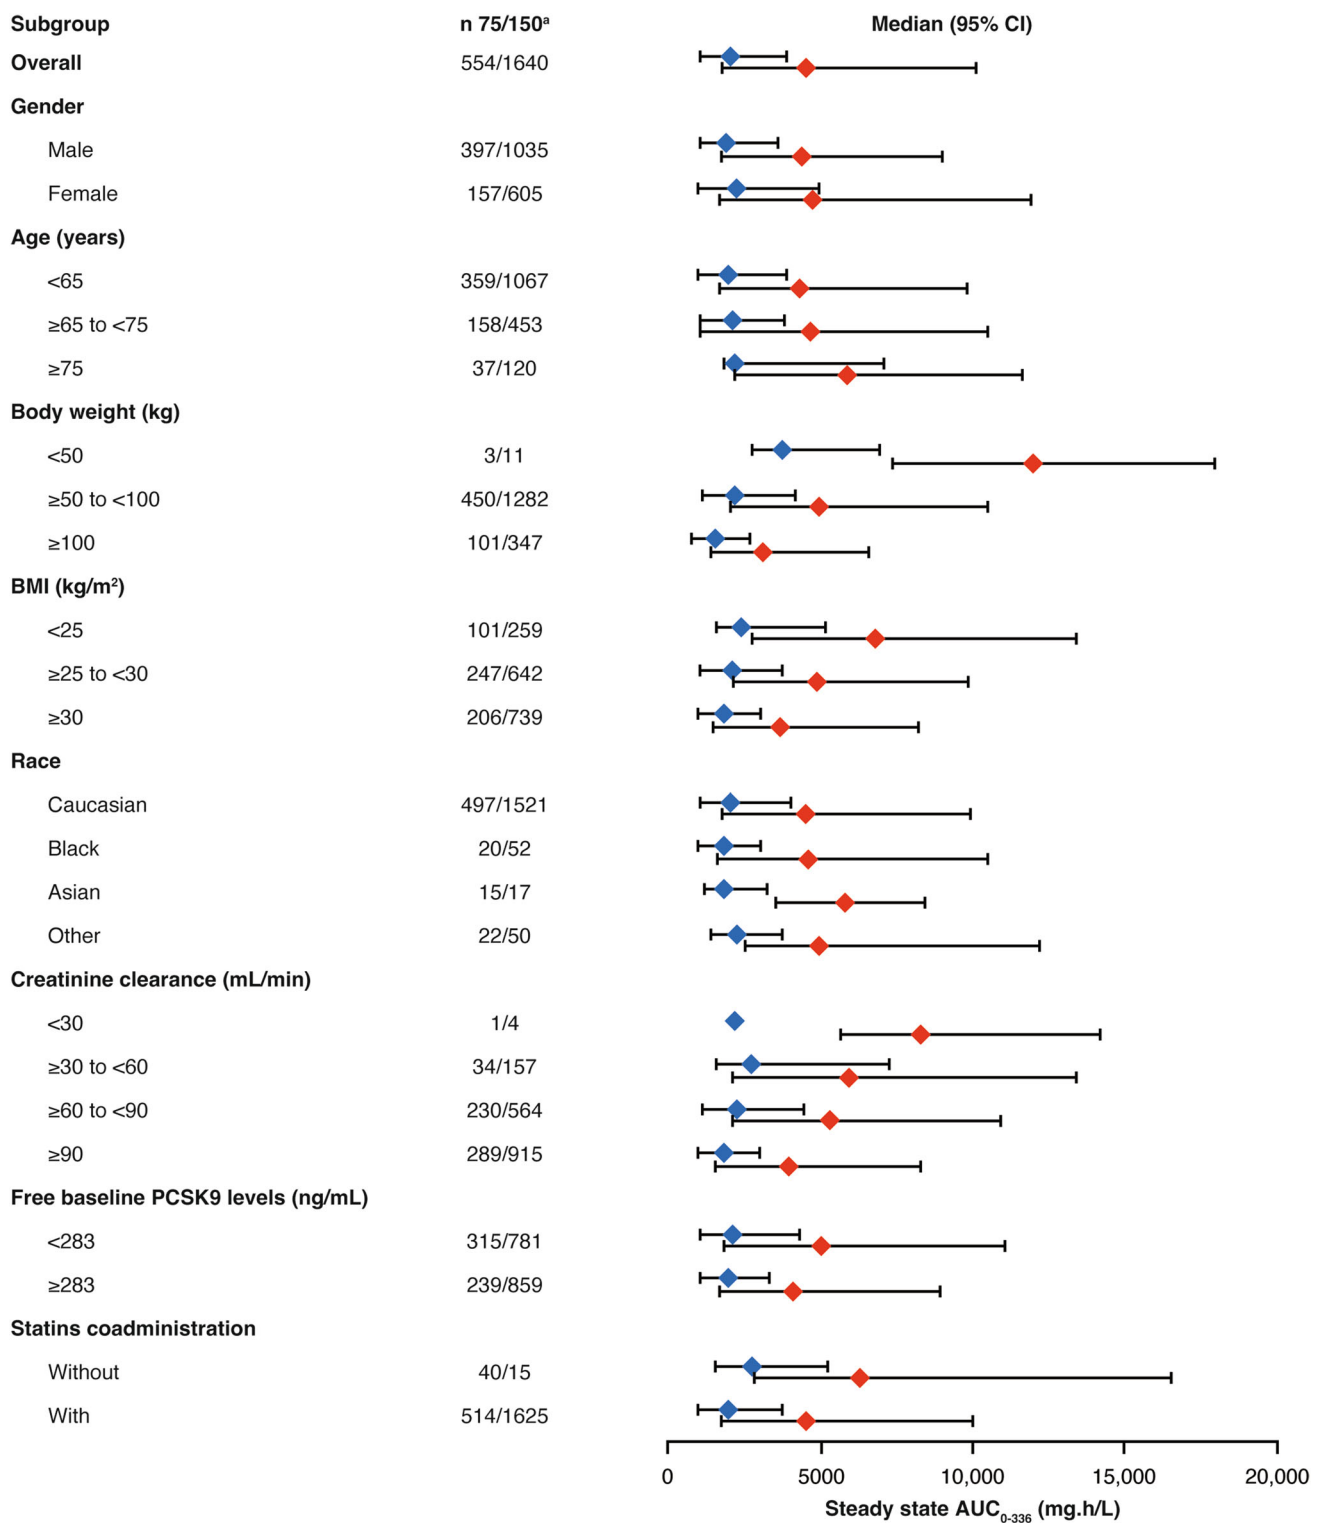 Subgroup n 75/150ª Median (95% CI)
Overall 554/1640
Gender
Male 397/1035
Female 157/605
Age (years)
<65 359/1067
≥65 to <75 158/453
≥75 37/120
Body weight (kg)
<50 3/11
≥50 to <100 450/1282
≥100 101/347
BMI (kg/m²)
<25 101/259
≥25 to <30 247/642
≥30 206/739
Race
Caucasian 497/1521
Black 20/52
Asian 15/17
Other 22/50
Creatinine clearance (mL/min)
<30 1/4
≥30 to <60 34/157
≥60 to <90 230/564
≥90 289/915
Free baseline PCSK9 levels (ng/mL)
<283 315/781
≥283 239/859
Statins coadministration
Without 40/15
With 514/1625
0 5000 10,000 15,000 20,000
Steady state AUC₀₋₃₃₆ (mg.h/L)